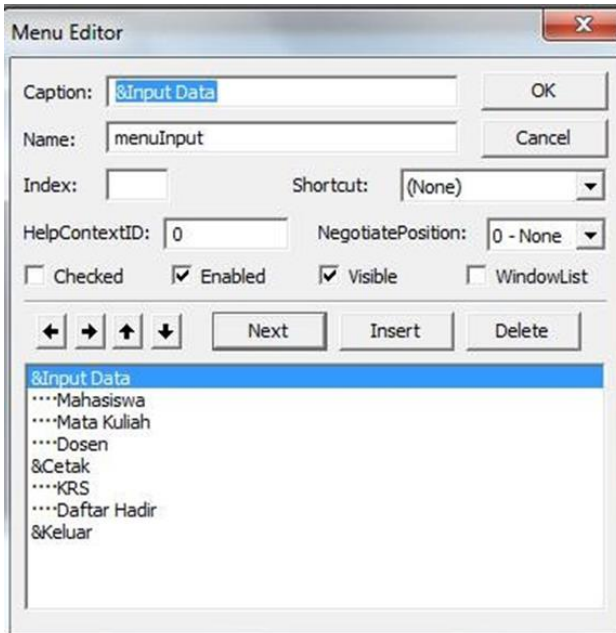 Menu Editor
Caption: &Input Data OK
Name: menuInput Cancel
Index: Shortcut: (None)
HelpContextID: 0 NegotiatePosition: 0 - None
Checked Enabled Visible WindowList
Next Insert Delete
&Input Data
····Mahasiswa
····Mata Kuliah
····Dosen
&Cetak
····KRS
····Daftar Hadir
&Keluar